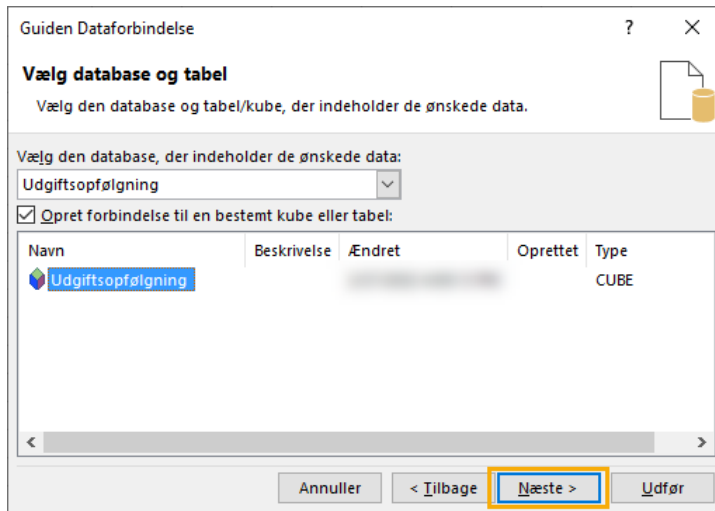 Guiden Dataforbindelse ?
Vælg database og tabel
Vælg den database og tabel/kube, der indeholder de ønskede data.
Vælg den database, der indeholder de ønskede data:
Udgiftsopfølgning
Opret forbindelse til en bestemt kube eller tabel:
Navn Beskrivelse Ændret Oprettet Type
Udgiftsopfølgning CUBE
Annuller < Tilbage Næste > Udfør